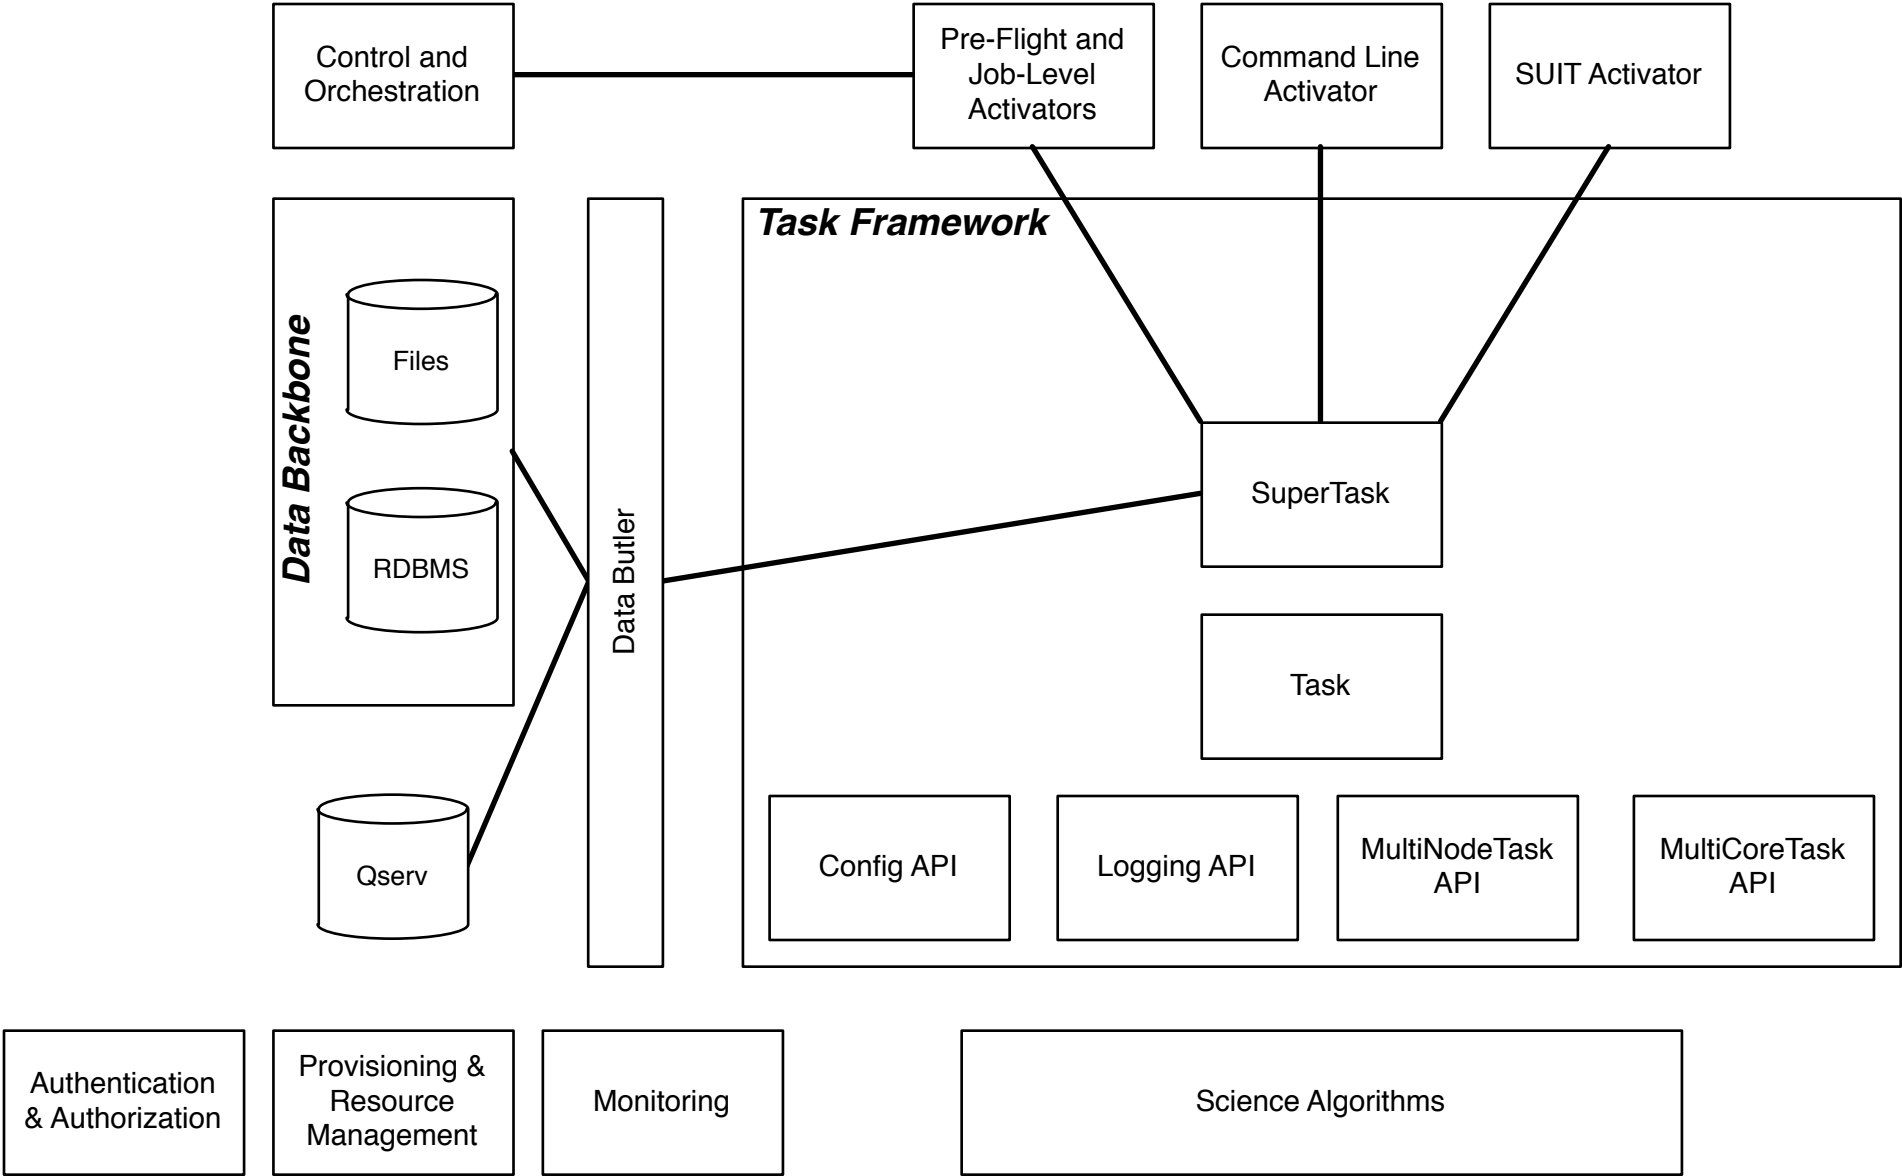 Control and
Orchestration
Pre-Flight and
Job-Level
Activators
Command Line
Activator
SUIT Activator
Data Backbone
Files
RDBMS
Qserv
Data Butler
Task Framework
SuperTask
Task
Config API
Logging API
MultiNodeTask
API
MultiCoreTask
API
Authentication
& Authorization
Provisioning &
Resource
Management
Monitoring
Science Algorithms